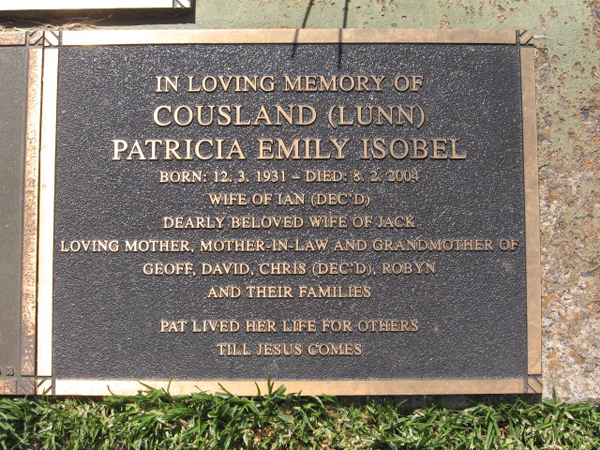 IN LOVING MEMORY OF
COUSLAND (LUNN)
PATRICIA EMILY ISOBEL
BORN: 12. 3. 1931 – DIED: 8. 2. 2004
WIFE OF IAN (DEC'D)
DEARLY BELOVED WIFE OF JACK
LOVING MOTHER, MOTHER-IN-LAW AND GRANDMOTHER OF
GEOFF, DAVID, CHRIS (DEC'D), ROBYN
AND THEIR FAMILIES
PAT LIVED HER LIFE FOR OTHERS
TILL JESUS COMES